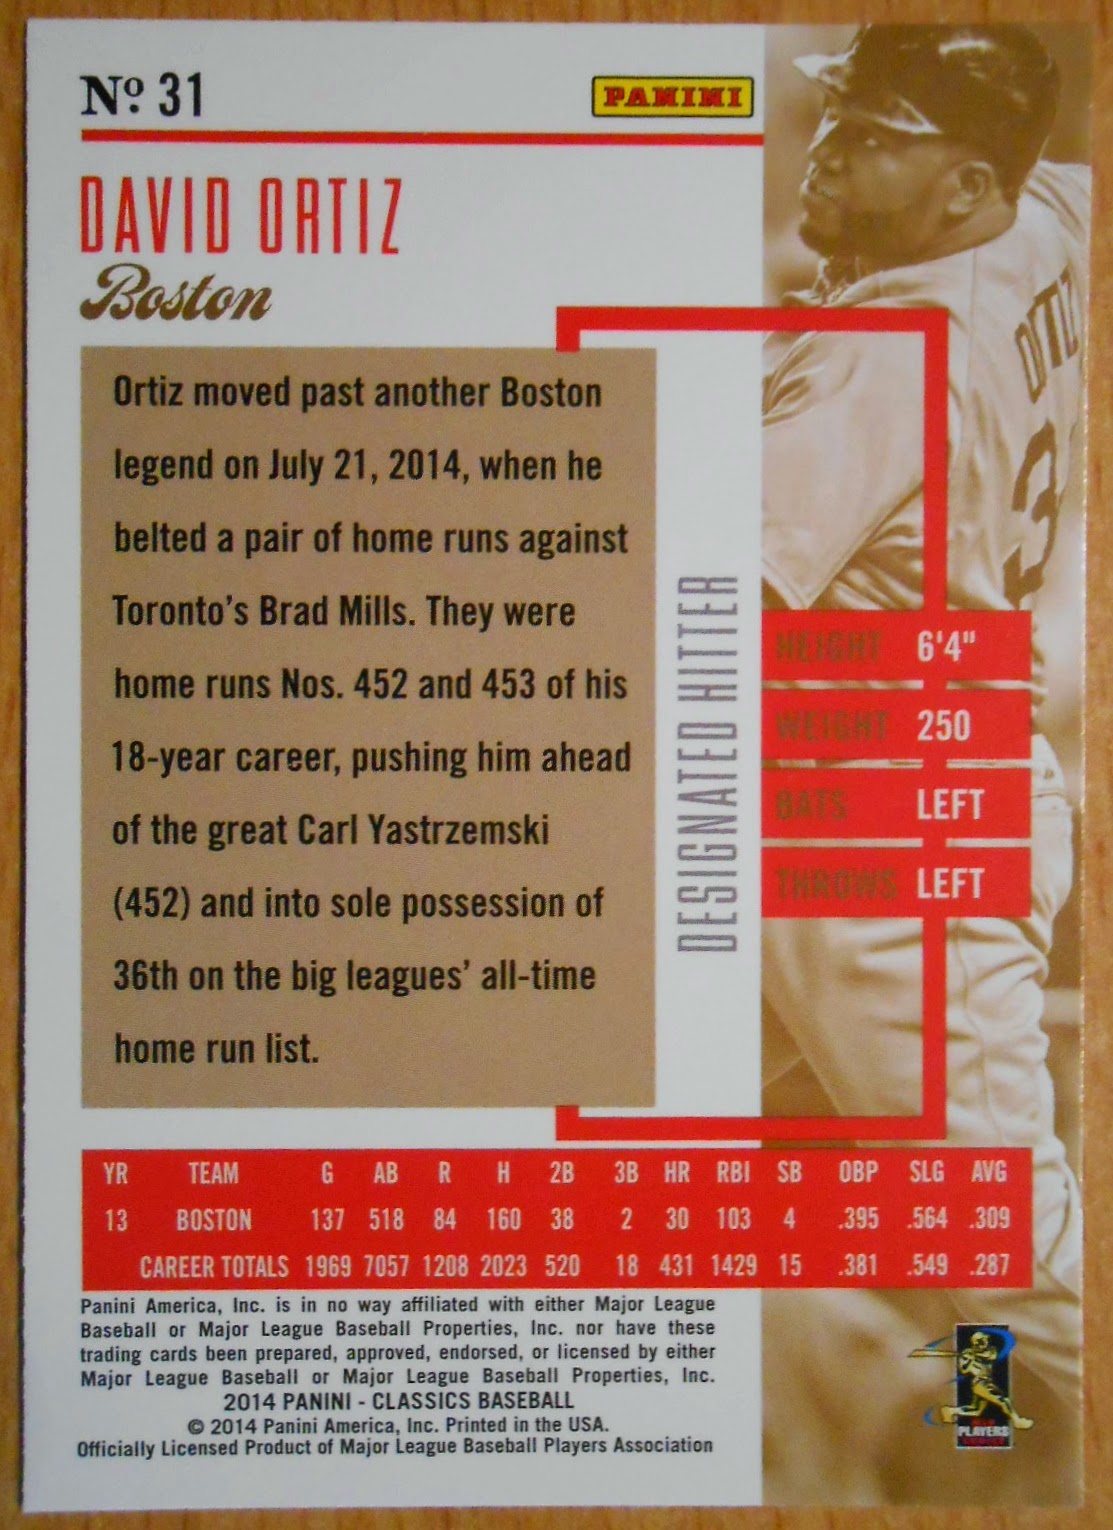 Nº. 31
PANINI
DAVID ORTIZ
Boston
Ortiz moved past another Boston
legend on July 21, 2014, when he
belted a pair of home runs against
Toronto's Brad Mills. They were
home runs Nos. 452 and 453 of his
18-year career, pushing him ahead
of the great Carl Yastrzemski
(452) and into sole possession of
36th on the big leagues' all-time
home run list.
DESIGNATED HITTER
ORTIZ
3
HEIGHT 6'4"
WEIGHT 250
BATS LEFT
THROWS LEFT
YR TEAM G AB R H 2B 3B HR RBI SB OBP SLG AVG
13 BOSTON 137 518 84 160 38 2 30 103 4 .395 .564 .309
CAREER TOTALS 1969 7057 1208 2023 520 18 431 1429 15 .381 .549 .287
Panini America, Inc. is in no way affiliated with either Major League
Baseball or Major League Baseball Properties, Inc. nor have these
trading cards been prepared, approved, endorsed, or licensed by either
Major League Baseball or Major League Baseball Properties, Inc.
2014 PANINI - CLASSICS BASEBALL
© 2014 Panini America, Inc. Printed in the USA.
Officially Licensed Product of Major League Baseball Players Association
PLAYERS